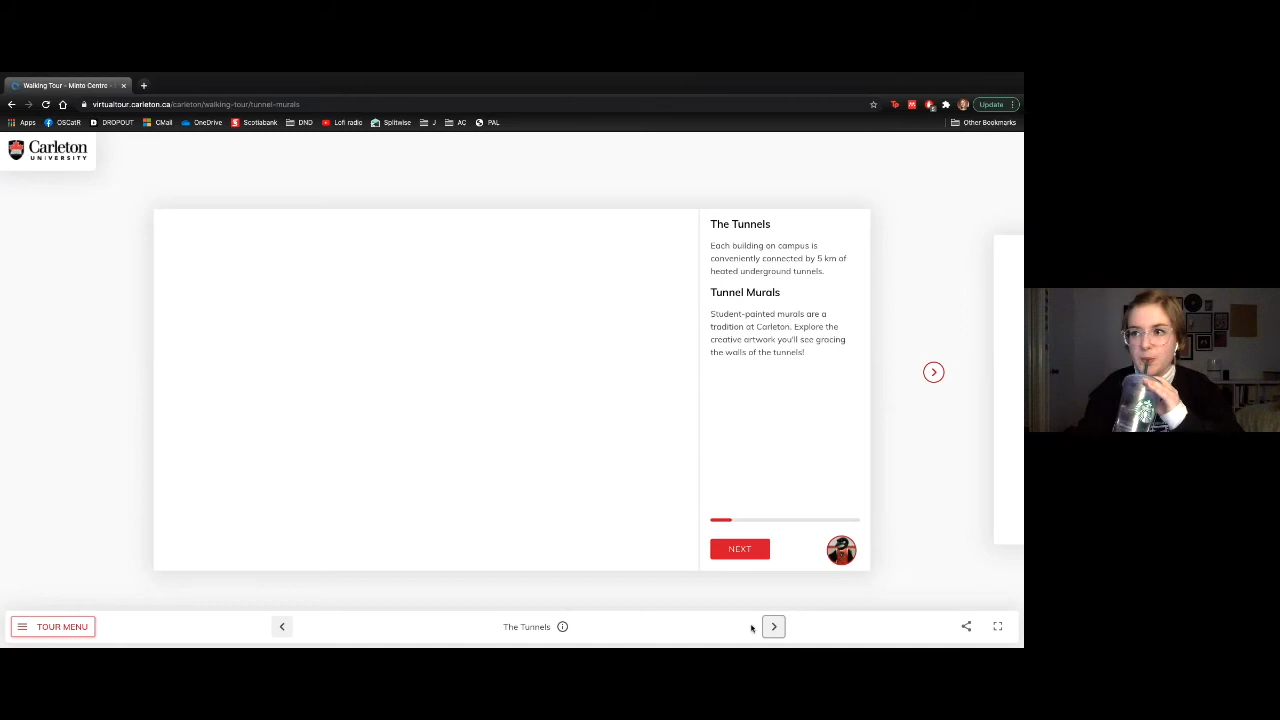 Walking Tour - Minto Centre -
virtualtour.carleton.ca/carleton/walking-tour/tunnel-murals
Update
Apps OSCatR DROPOUT CMail OneDrive Scotiabank DND Lofi radio Splitwise J AC PAL Other Bookmarks
Carleton
UNIVERSITY
The Tunnels
Each building on campus is
conveniently connected by 5 km of
heated underground tunnels.
Tunnel Murals
Student-painted murals are a
tradition at Carleton. Explore the
creative artwork you'll see gracing
the walls of the tunnels!
NEXT
TOUR MENU
The Tunnels